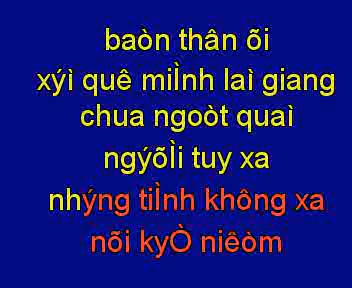 baòn thân õi
xýì quê miÌnh laì giang
chua ngoòt quaì
ngýõÌi tuy xa
nhýng tiÌnh không xa
nõi kyÒ niêòm